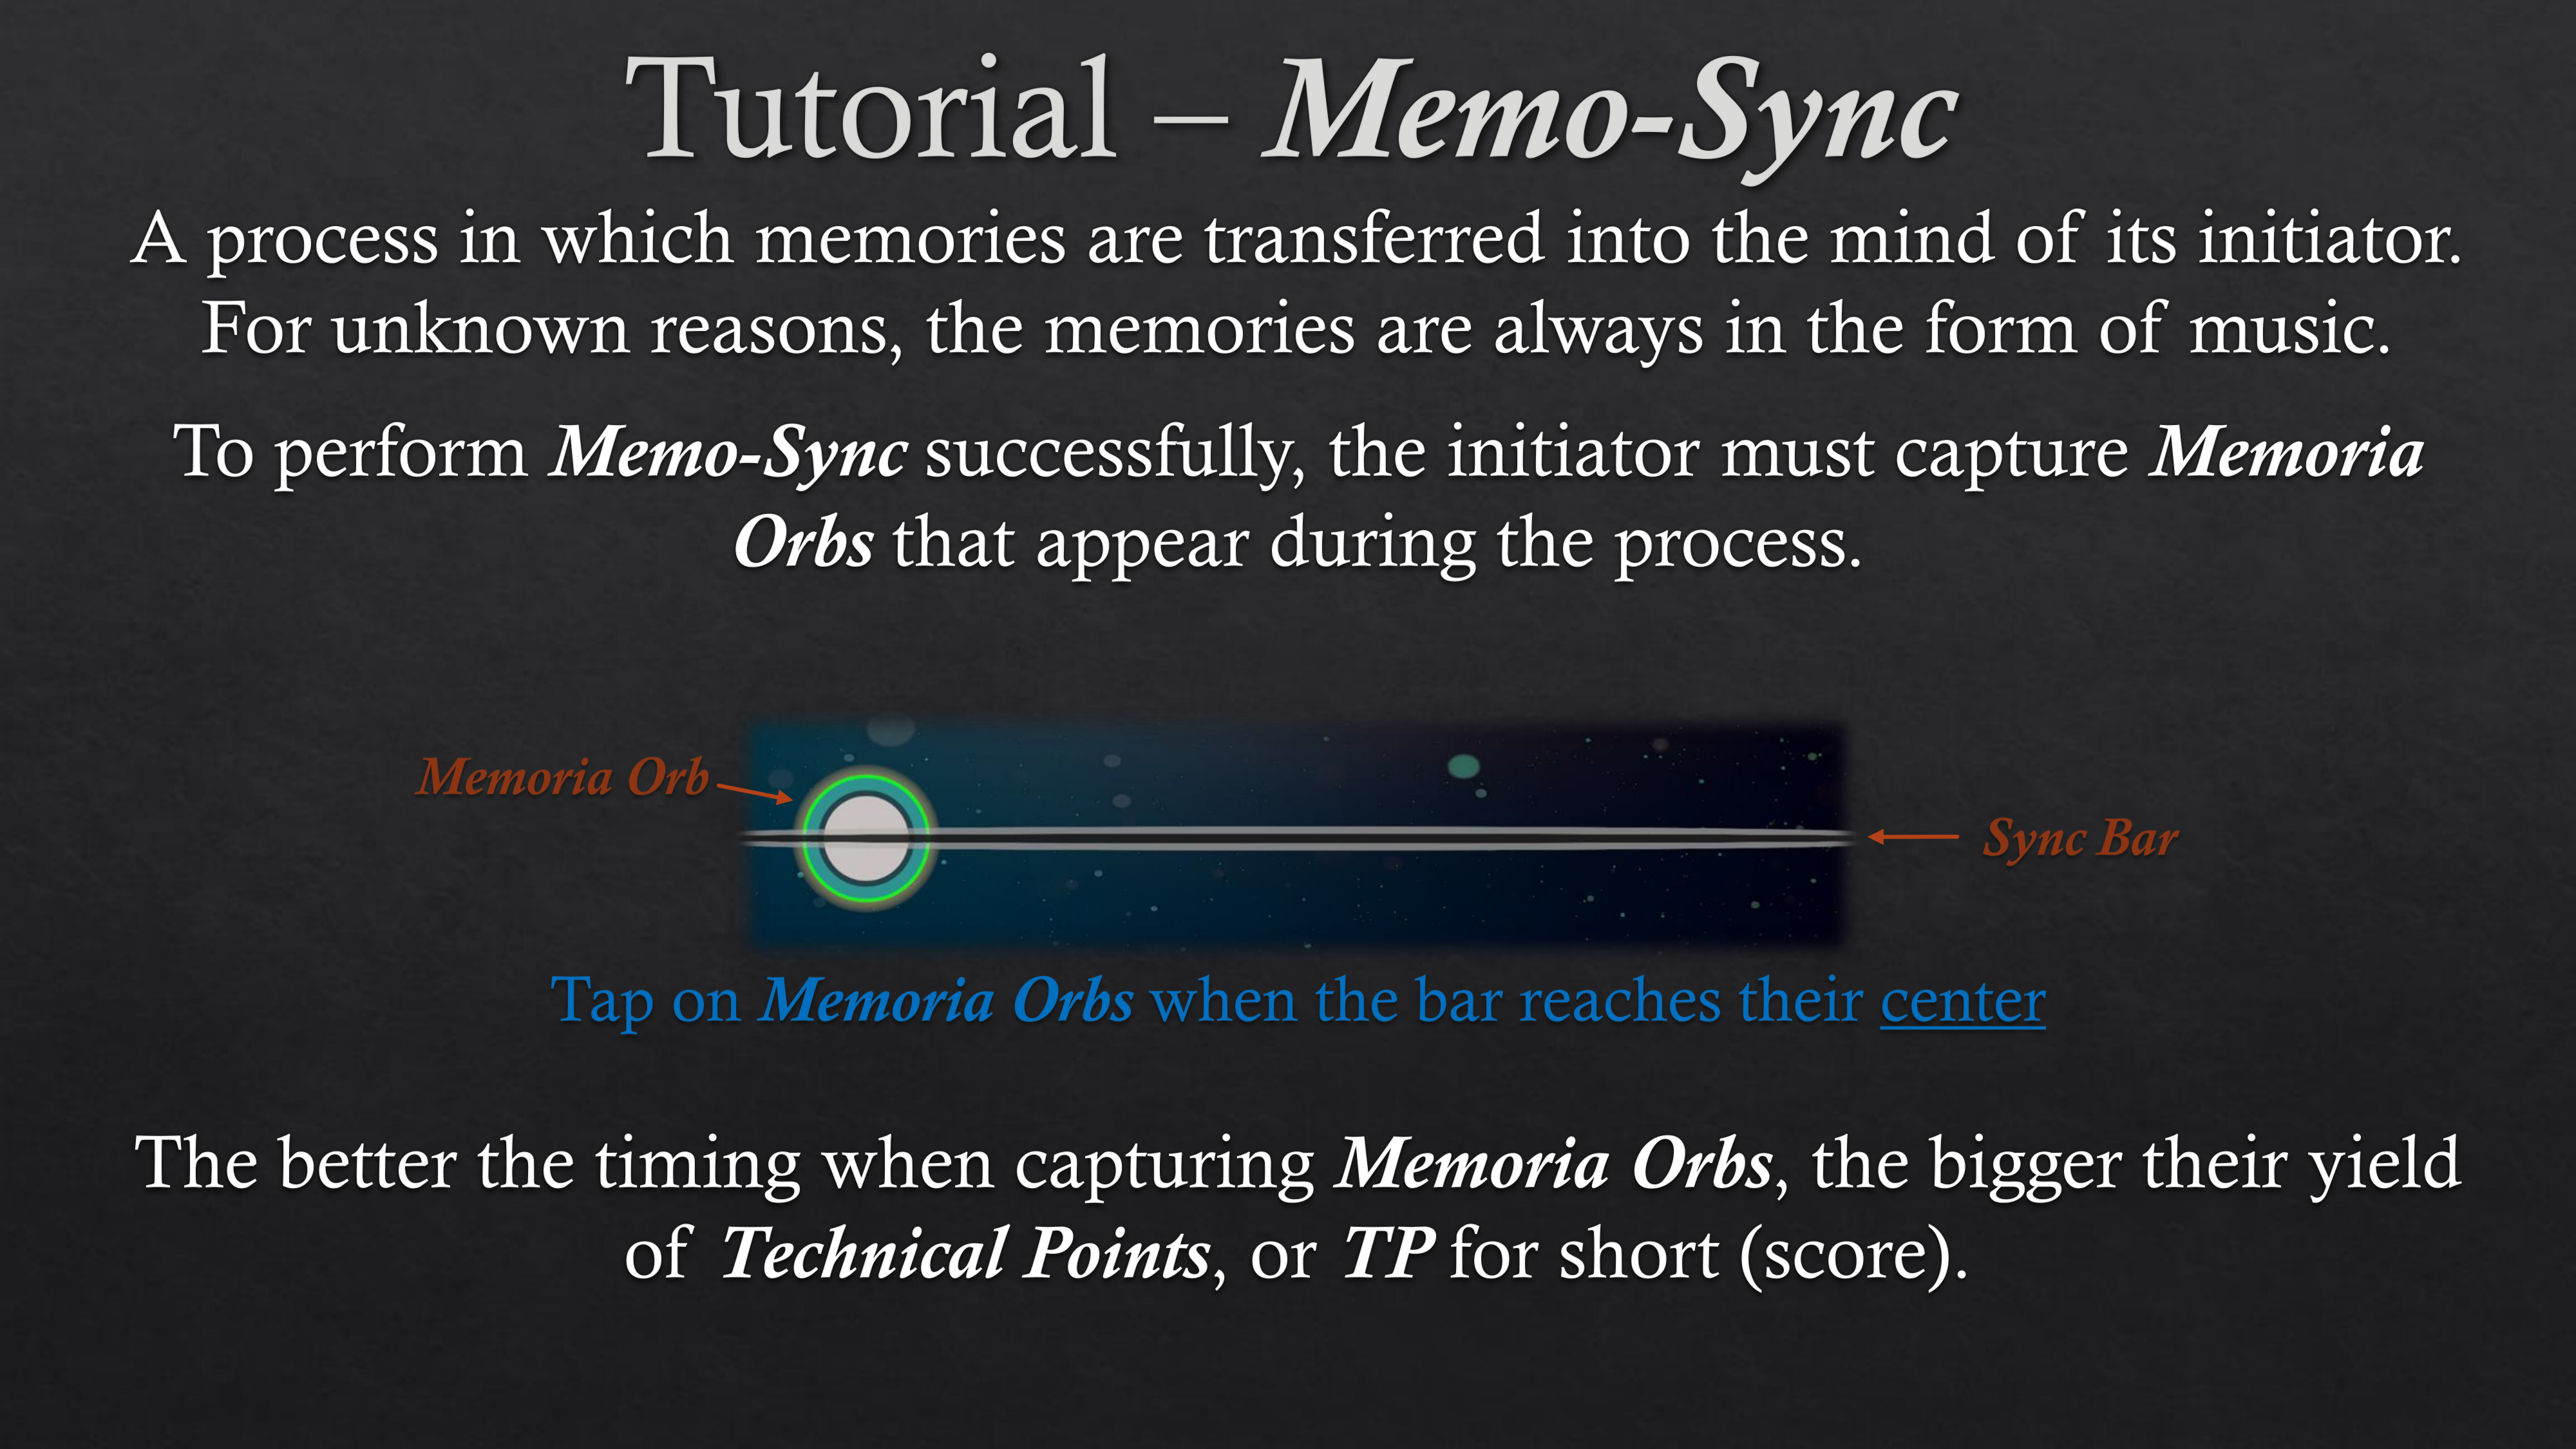 Tutorial – Memo-Sync
A process in which memories are transferred into the mind of its initiator.
For unknown reasons, the memories are always in the form of music.
To perform Memo-Sync successfully, the initiator must capture Memoria
Orbs that appear during the process.
Memoria Orb
Sync Bar
Tap on Memoria Orbs when the bar reaches their center
The better the timing when capturing Memoria Orbs, the bigger their yield
of Technical Points, or TP for short (score).